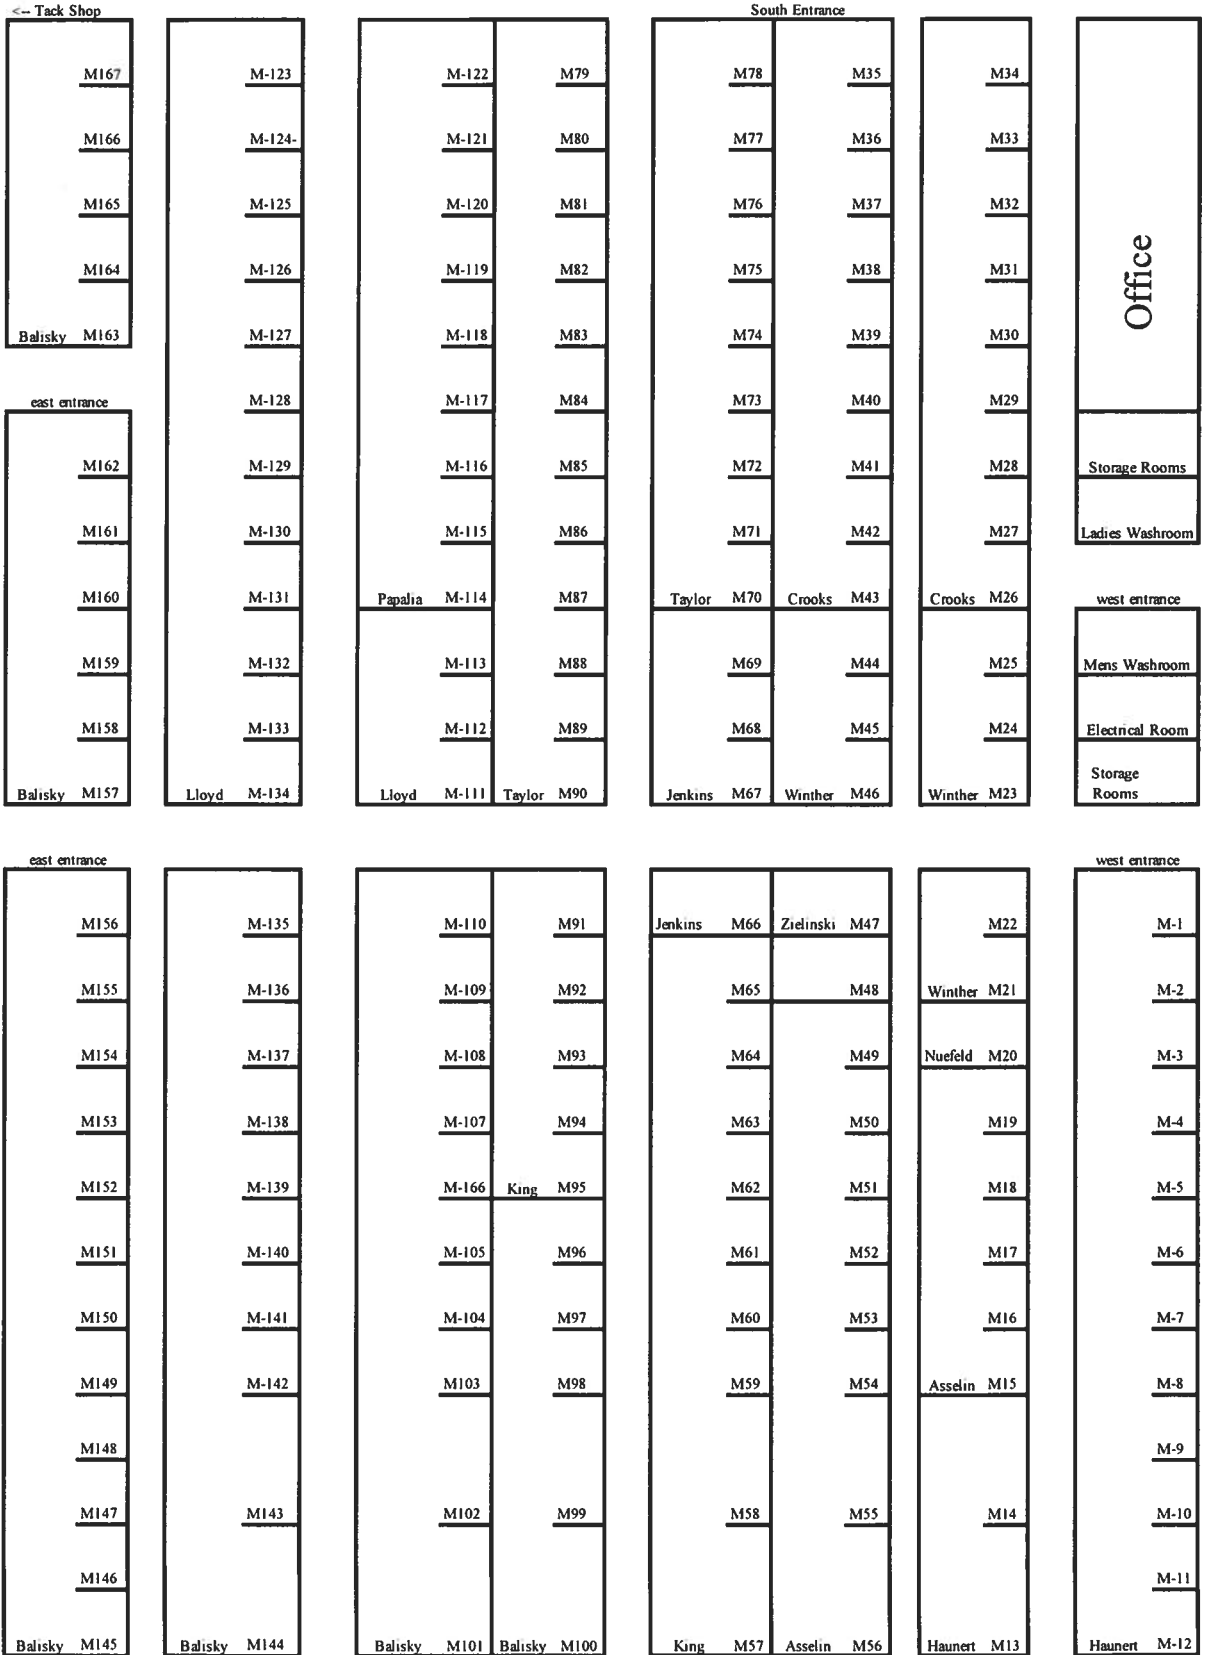 <-- Tack Shop South Entrance
M167 M-123 M-122 M79 M78 M35 M34
M166 M-124- M-121 M80 M77 M36 M33
M165 M-125 M-120 M81 M76 M37 M32
M164 M-126 M-119 M82 M75 M38 M31
Office
Balisky M163 M-127 M-118 M83 M74 M39 M30
east entrance M-128 M-117 M84 M73 M40 M29
M162 M-129 M-116 M85 M72 M41 M28 Storage Rooms
M161 M-130 M-115 M86 M71 M42 M27 Ladies Washroom
M160 M-131 Papalia M-114 M87 Taylor M70 Crooks M43 Crooks M26 west entrance
M159 M-132 M-113 M88 M69 M44 M25 Mens Washroom
M158 M-133 M-112 M89 M68 M45 M24 Electrical Room
Storage
Balisky M157 Lloyd M-134 Lloyd M-111 Taylor M90 Jenkins M67 Winther M46 Winther M23 Rooms
east entrance west entrance
M156 M-135 M-110 M91 Jenkins M66 Zielinski M47 M22 M-1
M155 M-136 M-109 M92 M65 M48 Winther M21 M-2
M154 M-137 M-108 M93 M64 M49 Nuefeld M20 M-3
M153 M-138 M-107 M94 M63 M50 M19 M-4
M152 M-139 M-166 King M95 M62 M51 M18 M-5
M151 M-140 M-105 M96 M61 M52 M17 M-6
M150 M-141 M-104 M97 M60 M53 M16 M-7
M149 M-142 M103 M98 M59 M54 Asselin M15 M-8
M148 M-9
M147 M143 M102 M99 M58 M55 M14 M-10
M146 M-11
Balisky M145 Balisky M144 Balisky M101 Balisky M100 King M57 Asselin M56 Haunert M13 Haunert M-12